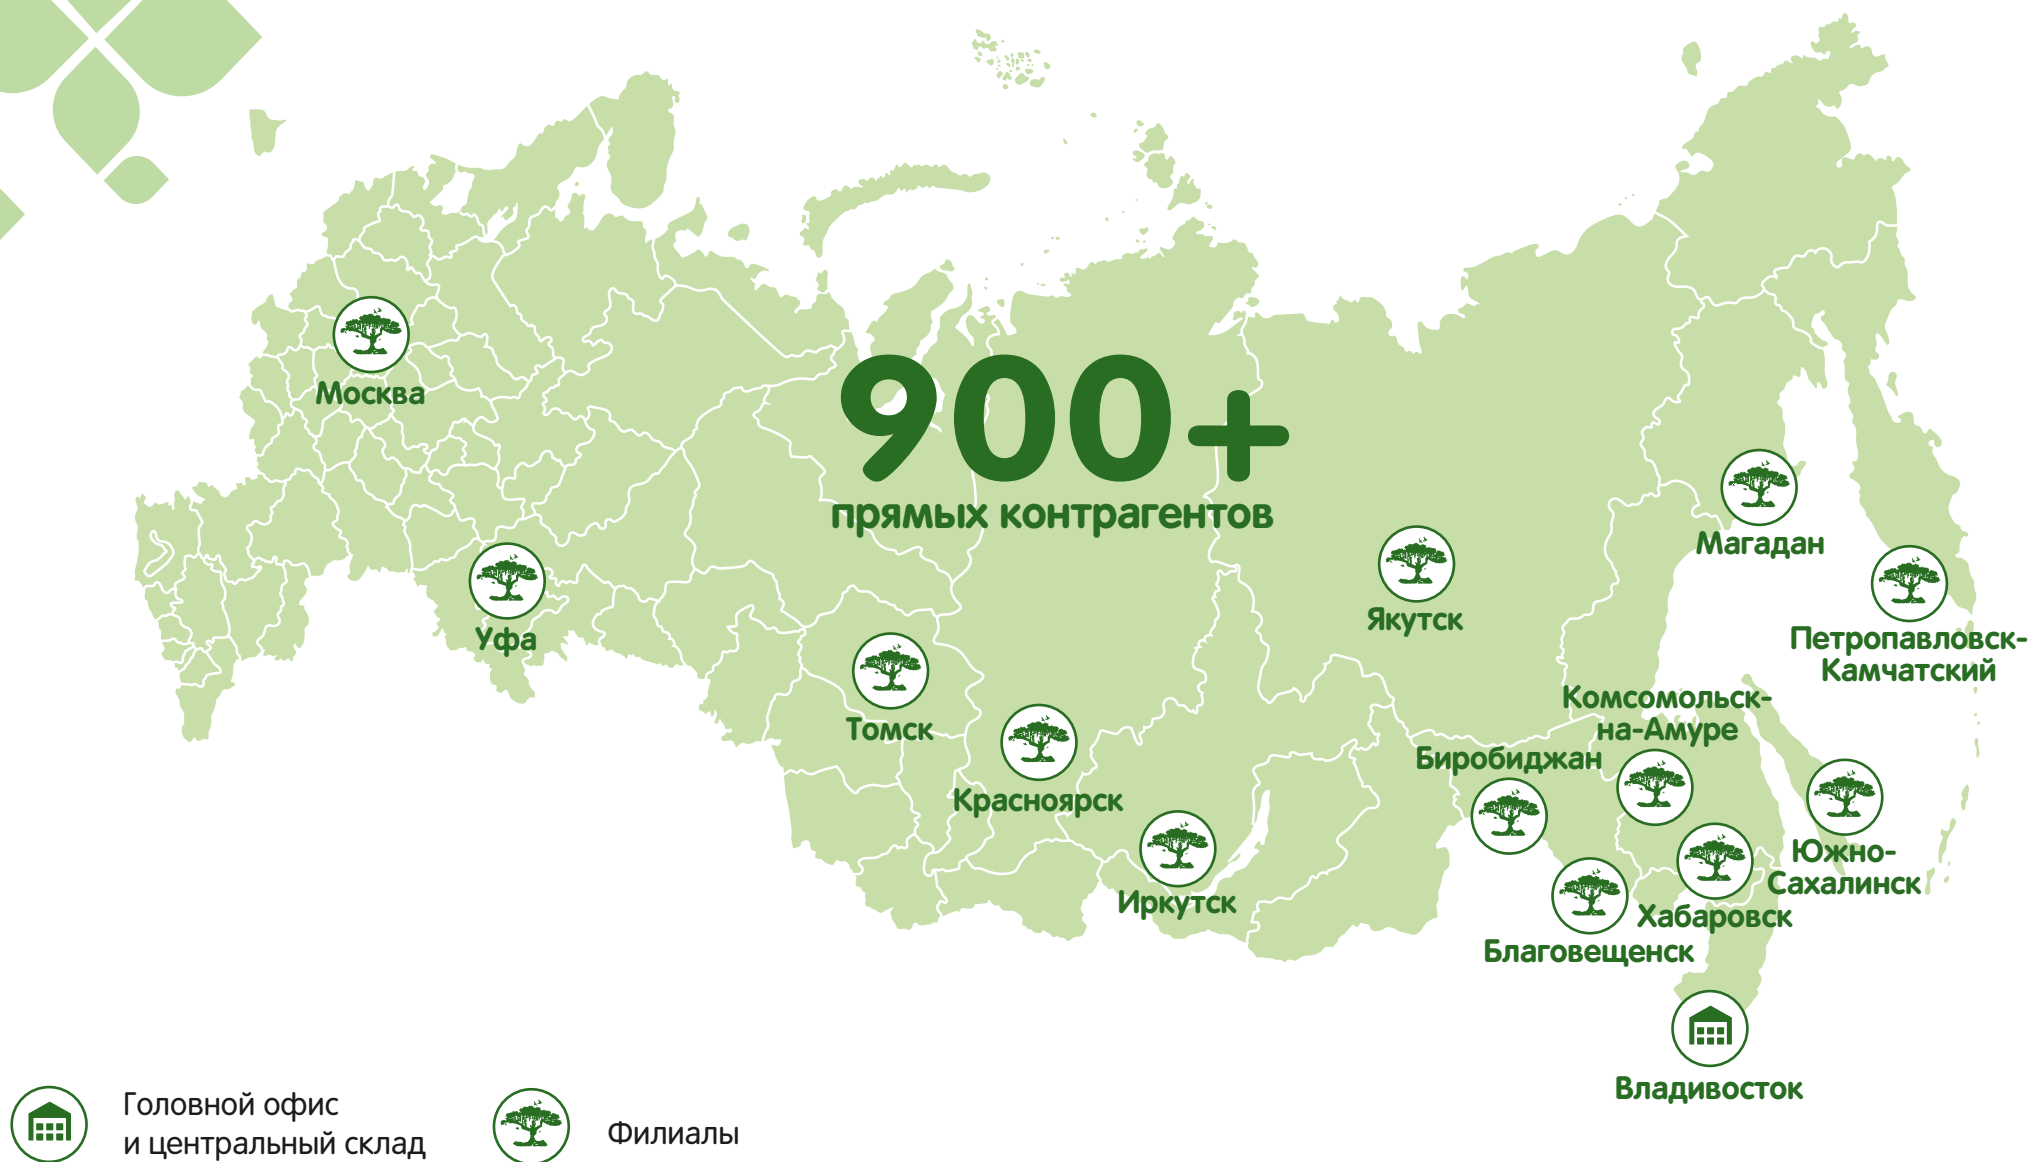 900+
прямых контрагентов
Москва
Уфа
Томск
Красноярск
Иркутск
Якутск
Магадан
Петропавловск-
Камчатский
Комсомольск-
на-Амуре
Биробиджан
Благовещенск
Хабаровск
Южно-
Сахалинск
Владивосток
Головной офис
и центральный склад
Филиалы